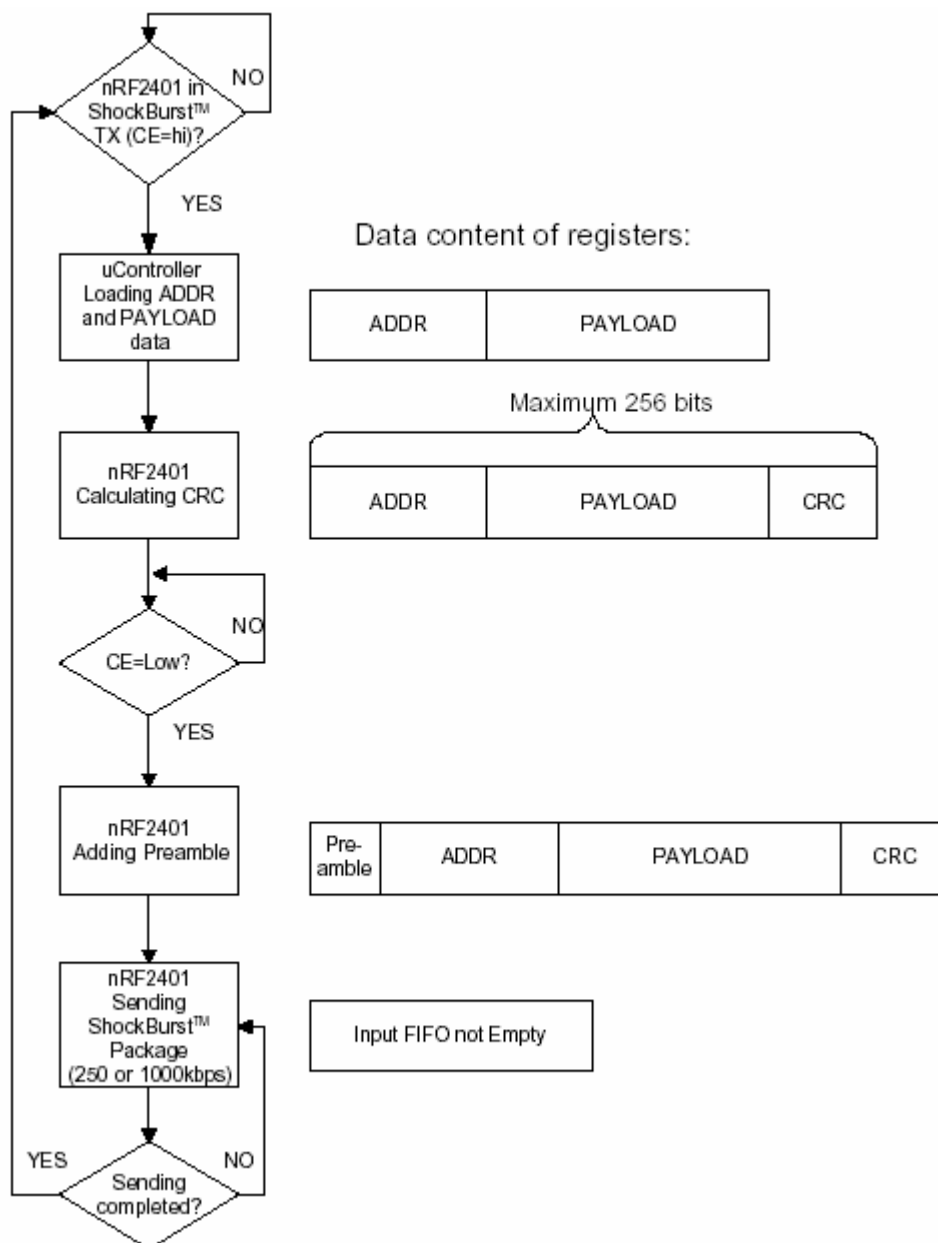 nRF2401 in
ShockBurst™
TX (CE=hi)?
NO
YES
Data content of registers:
uController
Loading ADDR
and PAYLOAD
data
ADDR
PAYLOAD
Maximum 256 bits
nRF2401
Calculating CRC
ADDR
PAYLOAD
CRC
NO
CE=Low?
YES
nRF2401
Adding Preamble
Pre-
amble
ADDR
PAYLOAD
CRC
nRF2401
Sending
ShockBurst™
Package
(250 or 1000kbps)
Input FIFO not Empty
YES
NO
Sending
completed?